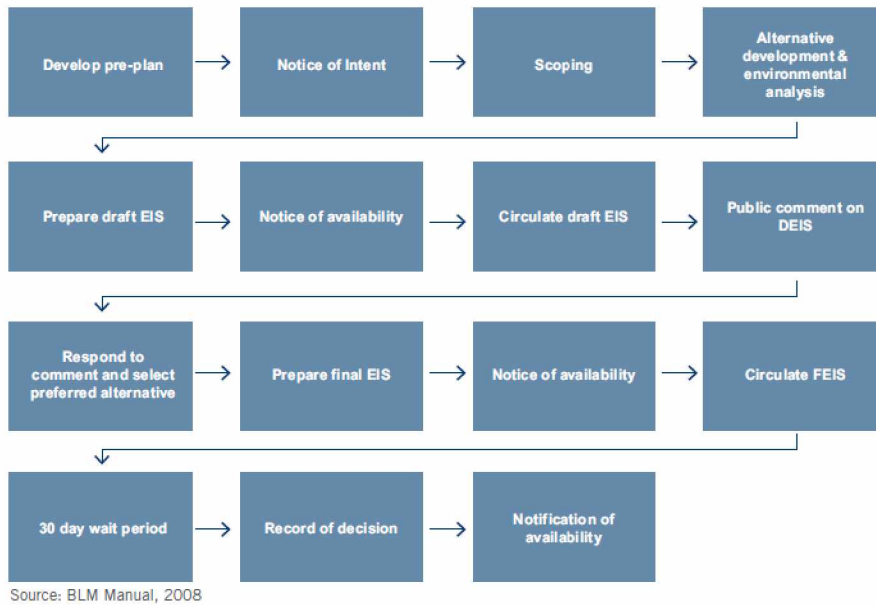 Develop pre-plan
Notice of Intent
Scoping
Alternative
development &
environmental
analysis
Prepare draft EIS
Notice of availability
Circulate draft EIS
Public comment on
DEIS
Respond to
comment and select
preferred alternative
Prepare final EIS
Notice of availability
Circulate FEIS
30 day wait period
Record of decision
Notification of
availability
Source: BLM Manual, 2008